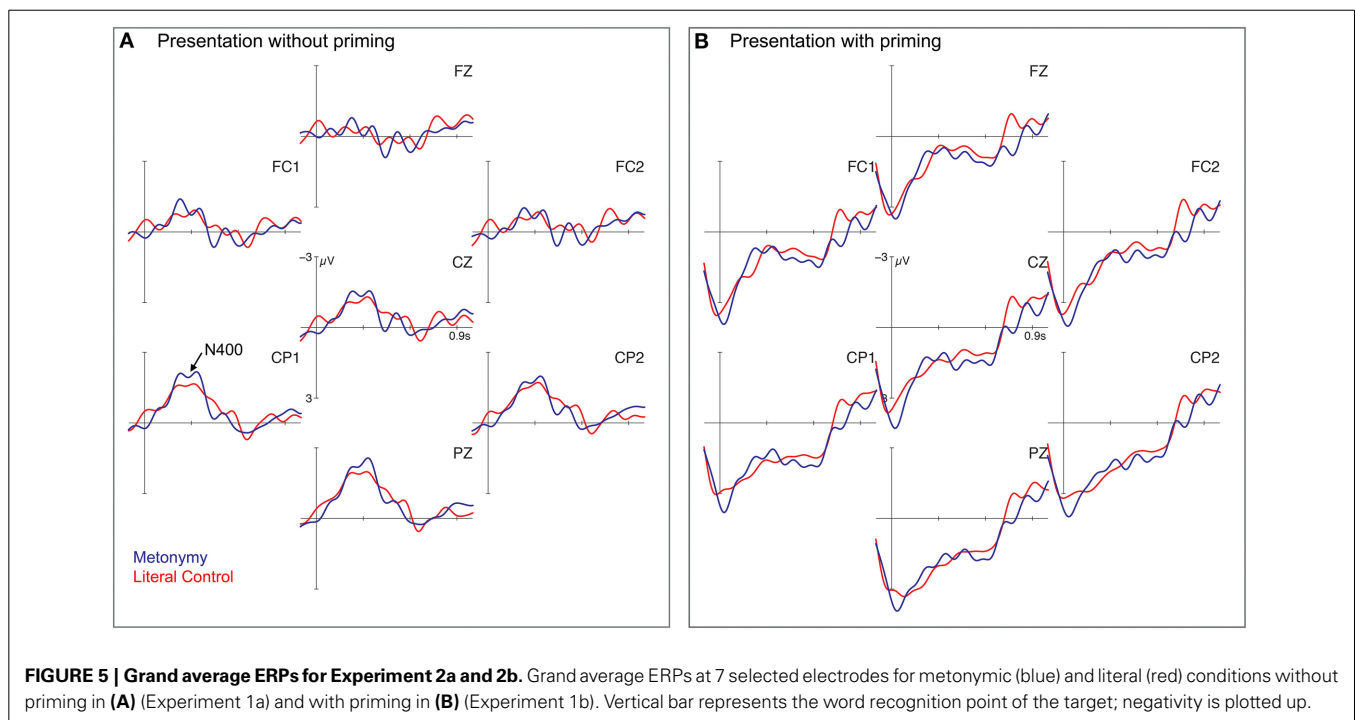 A Presentation without priming
FZ
FC1
FC2
−3 µV
CZ
0.9s
N400
CP1
CP2
3
PZ
Metonymy
Literal Control
B Presentation with priming
FZ
FC1
FC2
−3 µV
CZ
0.9s
CP1
CP2
3
PZ
FIGURE 5 | Grand average ERPs for Experiment 2a and 2b. Grand average ERPs at 7 selected electrodes for metonymic (blue) and literal (red) conditions without
priming in (A) (Experiment 1a) and with priming in (B) (Experiment 1b). Vertical bar represents the word recognition point of the target; negativity is plotted up.